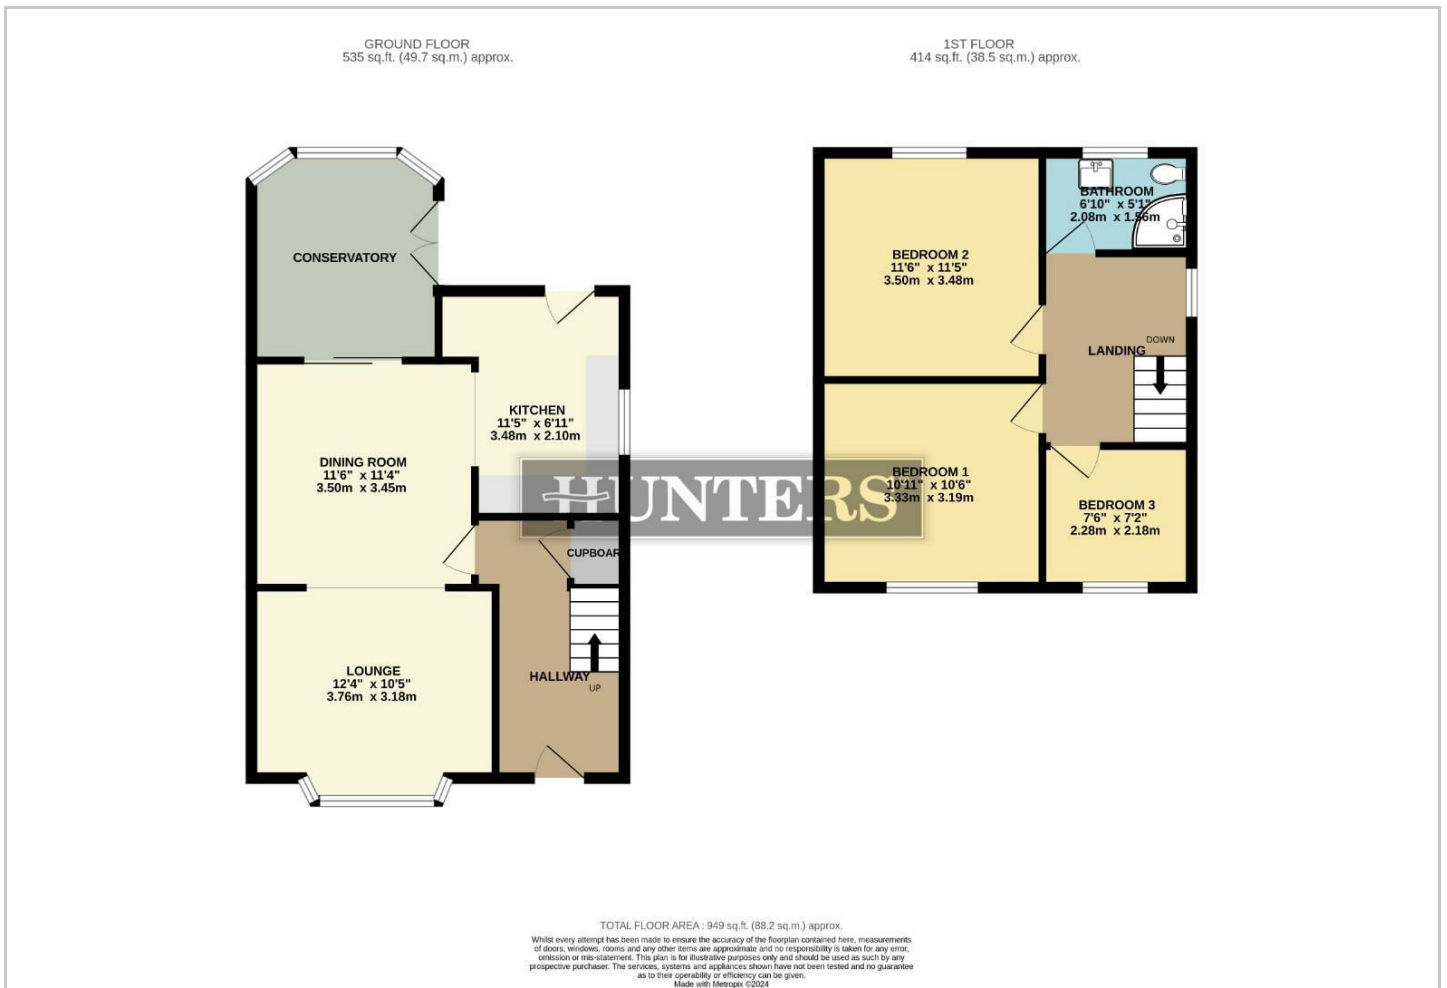 GROUND FLOOR
535 sq.ft. (49.7 sq.m.) approx.
1ST FLOOR
414 sq.ft. (38.5 sq.m.) approx.
CONSERVATORY
KITCHEN
11'5" x 6'11"
3.48m x 2.10m
DINING ROOM
11'6" x 11'4"
3.50m x 3.45m
CUPBOAR
LOUNGE
12'4" x 10'5"
3.76m x 3.18m
HALLWAY
UP
BATHROOM
6'10" x 5'1"
2.08m x 1.56m
BEDROOM 2
11'6" x 11'5"
3.50m x 3.48m
DOWN
LANDING
BEDROOM 1
10'11" x 10'6"
3.33m x 3.19m
BEDROOM 3
7'6" x 7'2"
2.28m x 2.18m
HUNTERS
TOTAL FLOOR AREA : 949 sq.ft. (88.2 sq.m.) approx.
Whilst every attempt has been made to ensure the accuracy of the floorplan contained here, measurements
of doors, windows, rooms and any other items are approximate and no responsibility is taken for any error,
omission or mis-statement. This plan is for illustrative purposes only and should be used as such by any
prospective purchaser. The services, systems and appliances shown have not been tested and no guarantee
as to their operability or efficiency can be given.
Made with Metropix ©2024